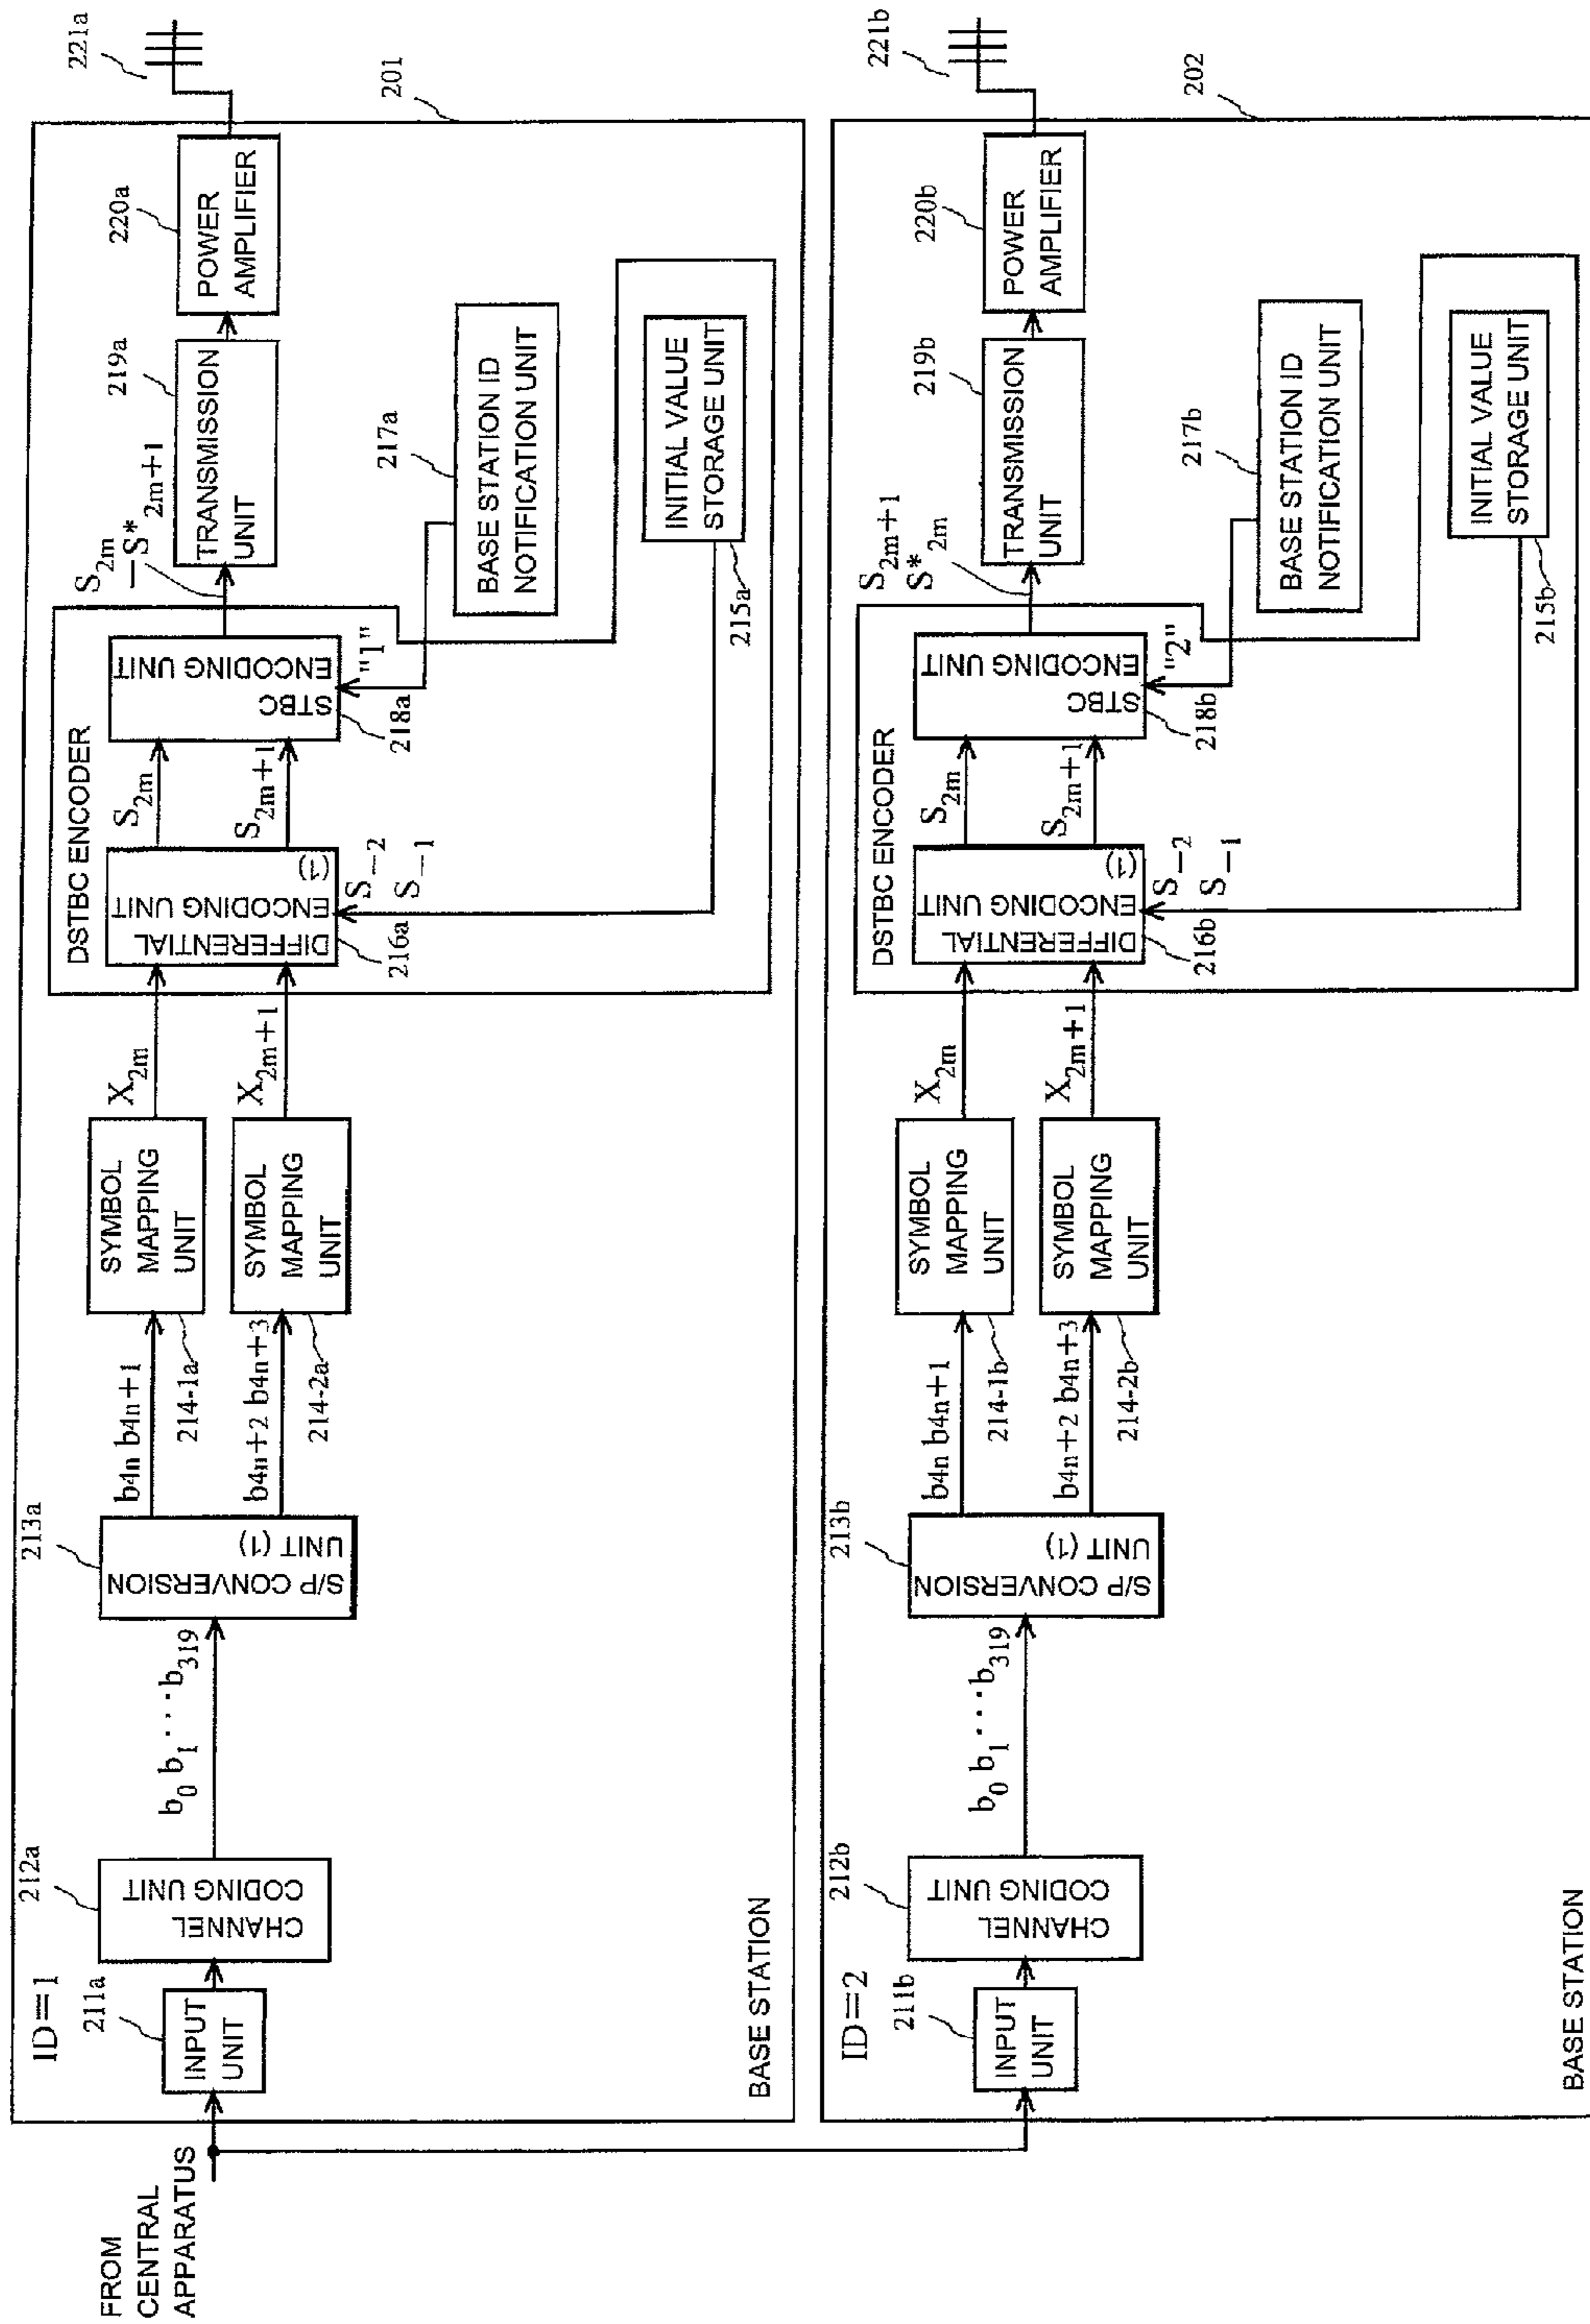 FROM
CENTRAL
APPARATUS
ID=1
211a
INPUT
UNIT
212a
CHANNEL
CODING UNIT
b0 b1 ···b319
213a
S/P CONVERSION
UNIT (1)
b4n b4n+1
b4n+2 b4n+3
SYMBOL
MAPPING
UNIT
214-1a
SYMBOL
MAPPING
UNIT
214-2a
X2m
X2m+1
DSTBC ENCODER
DIFFERENTIAL
ENCODING UNIT
(1)
216a
S−2
S−1
S2m
S2m+1
STBC
ENCODING UNIT
218a
"1"
S2m
−S*2m+1
219a
TRANSMISSION
UNIT
220a
POWER
AMPLIFIER
221a
201
217a
BASE STATION ID
NOTIFICATION UNIT
215a
INITIAL VALUE
STORAGE UNIT
BASE STATION
ID=2
211b
INPUT
UNIT
212b
CHANNEL
CODING UNIT
b0 b1 ···b319
213b
S/P CONVERSION
UNIT (1)
b4n b4n+1
b4n+2 b4n+3
SYMBOL
MAPPING
UNIT
214-1b
SYMBOL
MAPPING
UNIT
214-2b
X2m
X2m+1
DSTBC ENCODER
DIFFERENTIAL
ENCODING UNIT
(1)
216b
S−2
S−1
S2m
S2m+1
STBC
ENCODING UNIT
218b
"2"
S2m+1
S*2m
219b
TRANSMISSION
UNIT
220b
POWER
AMPLIFIER
221b
202
217b
BASE STATION ID
NOTIFICATION UNIT
215b
INITIAL VALUE
STORAGE UNIT
BASE STATION